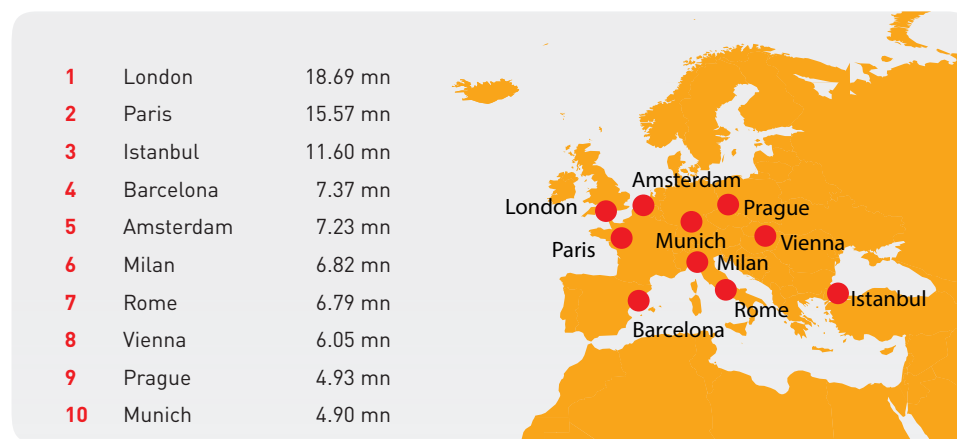 1 London 18.69 mn
2 Paris 15.57 mn
3 Istanbul 11.60 mn
4 Barcelona 7.37 mn
5 Amsterdam 7.23 mn
6 Milan 6.82 mn
7 Rome 6.79 mn
8 Vienna 6.05 mn
9 Prague 4.93 mn
10 Munich 4.90 mn
Amsterdam
London
Prague
Paris
Munich
Vienna
Milan
Istanbul
Rome
Barcelona